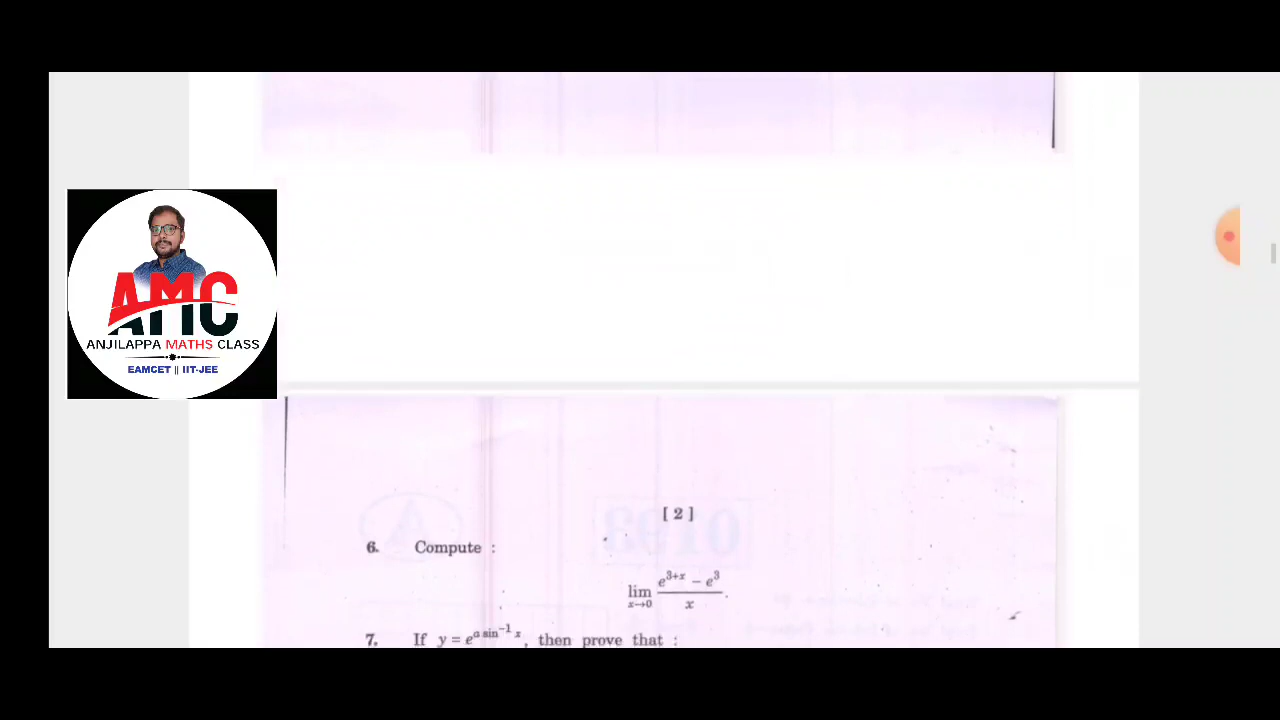 AMC
ANJILAPPA MATHS CLASS
EAMCET || IIT-JEE
[ 2 ]
6. Compute :
lim x→0 (e^{3+x} − e^3) / x .
7. If y = e^{a sin^{-1} x}, then prove that :